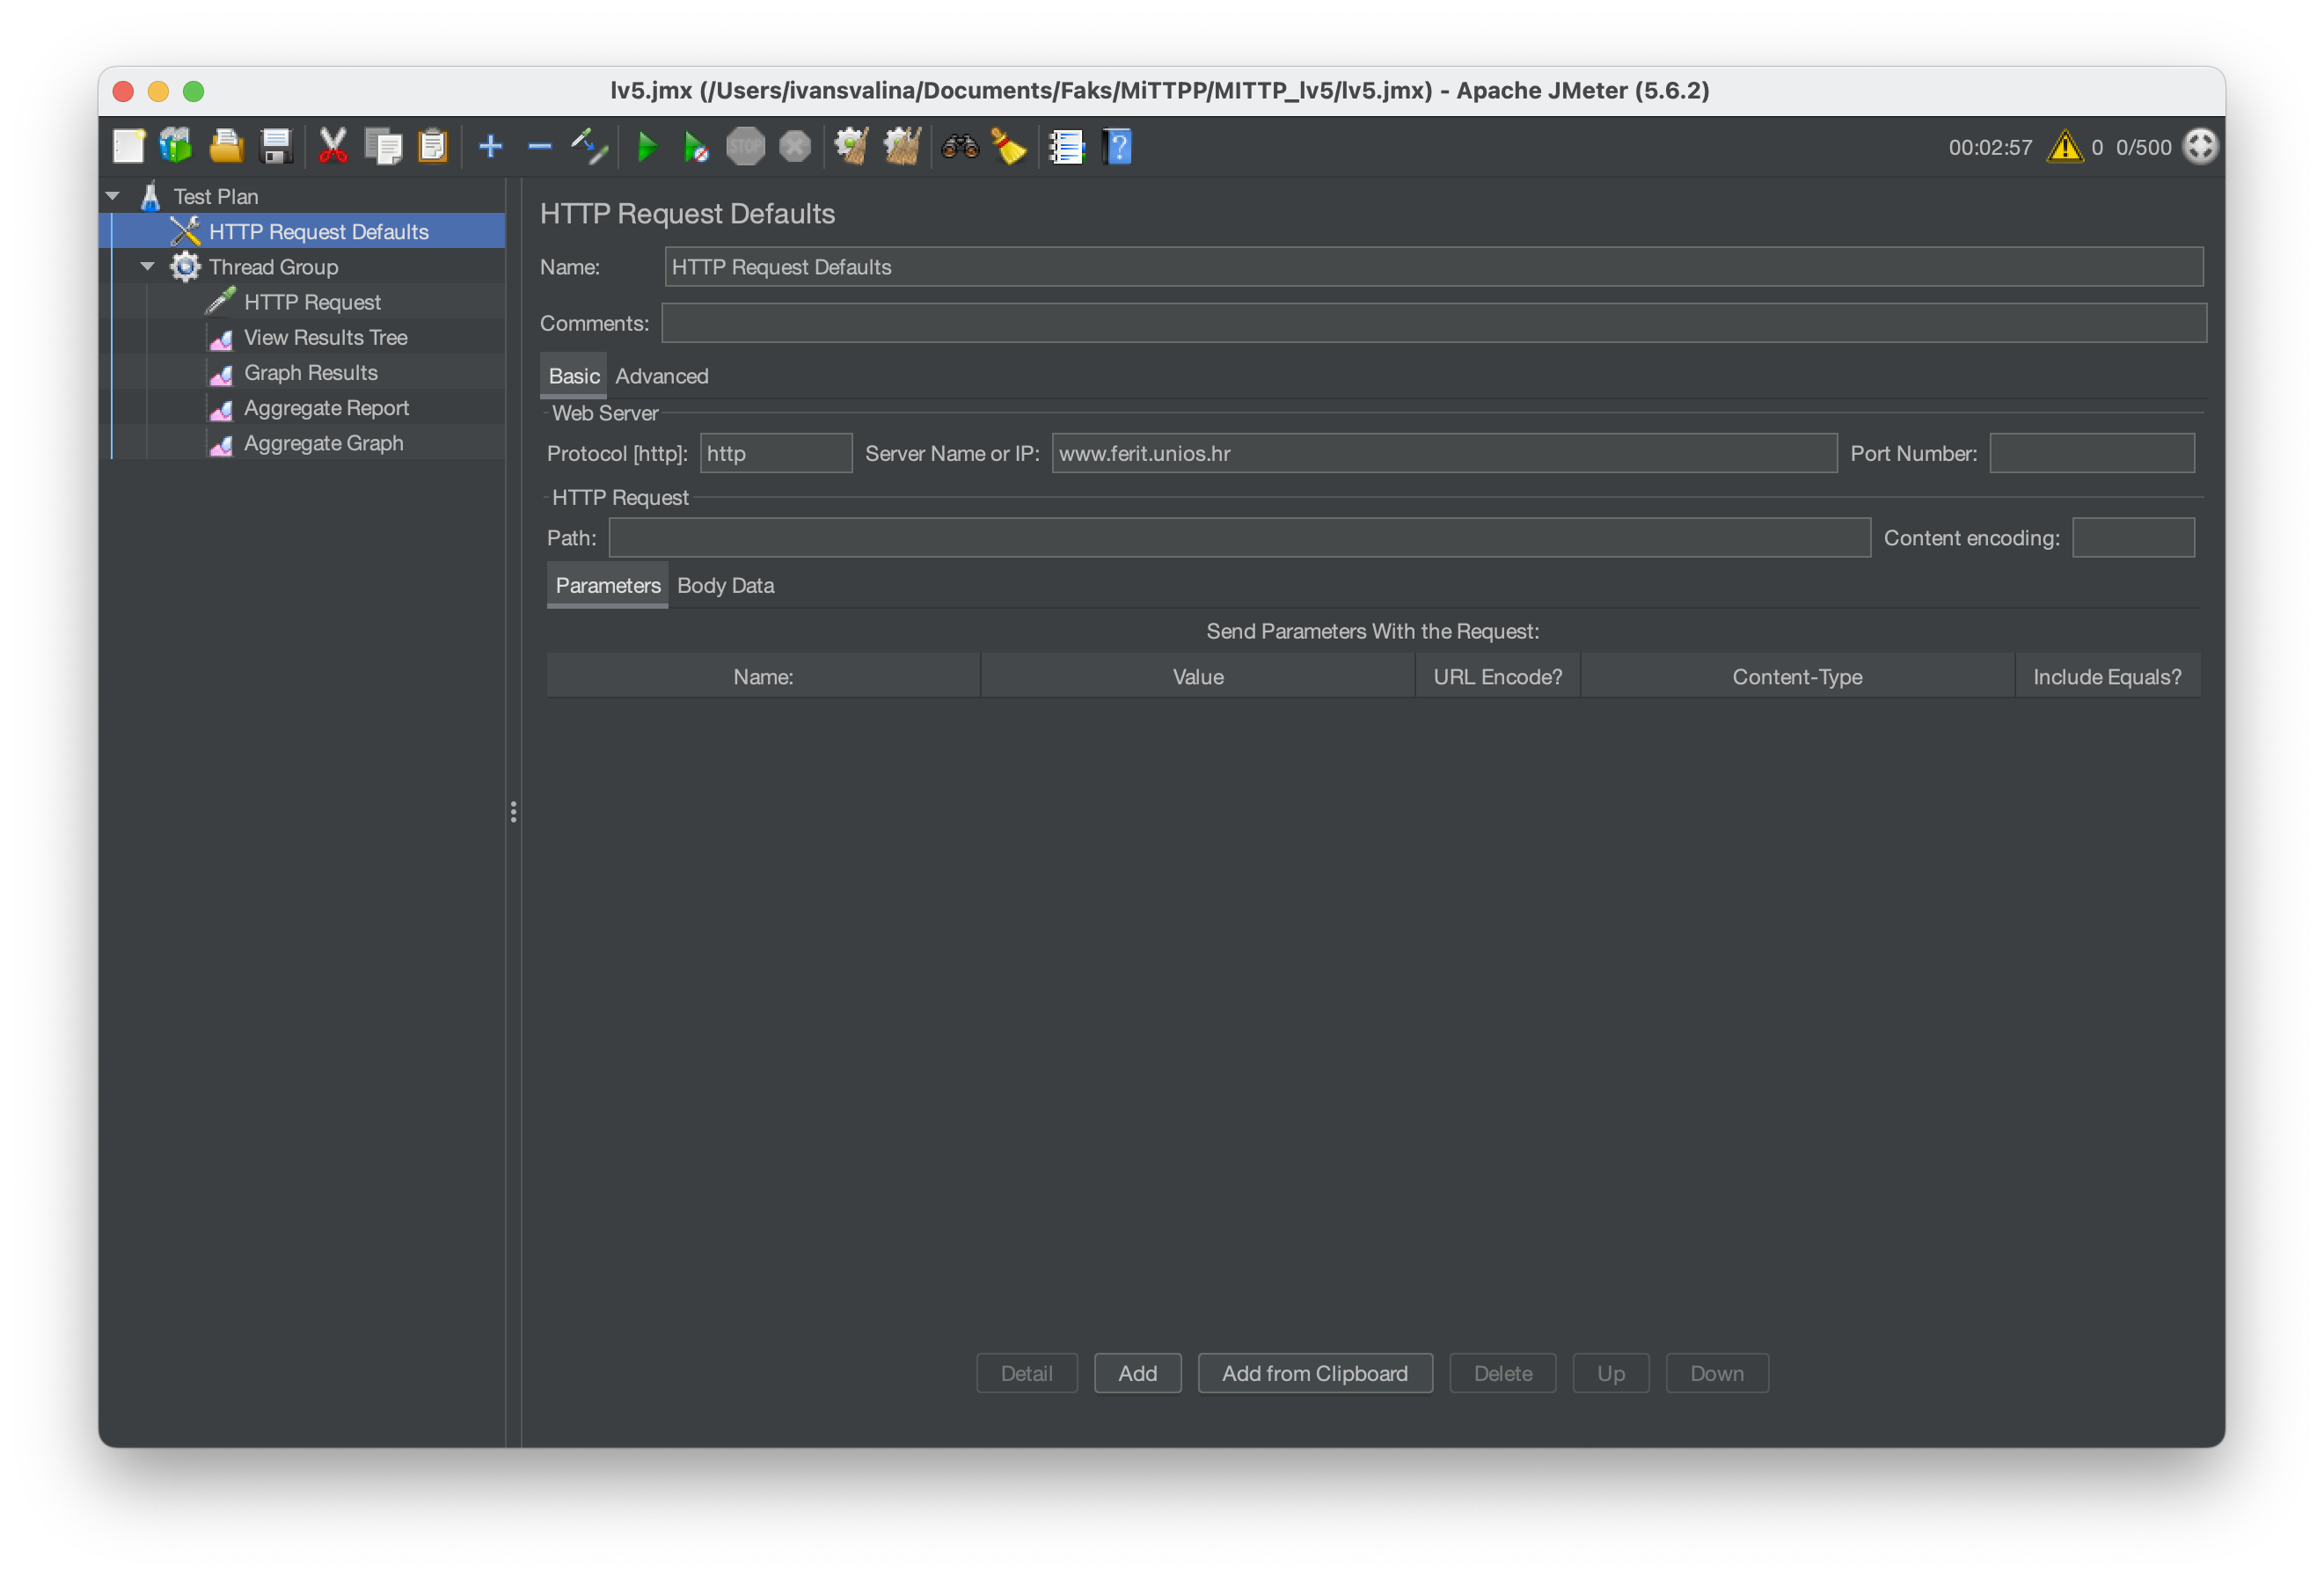 lv5.jmx (/Users/ivansvalina/Documents/Faks/MiTTPP/MITTP_lv5/lv5.jmx) - Apache JMeter (5.6.2)
STOP
00:02:57 0 0/500
Test Plan
HTTP Request Defaults
Thread Group
HTTP Request
View Results Tree
Graph Results
Aggregate Report
Aggregate Graph
HTTP Request Defaults
Name: HTTP Request Defaults
Comments:
Basic Advanced
Web Server
Protocol [http]: http Server Name or IP: www.ferit.unios.hr Port Number:
HTTP Request
Path: Content encoding:
Parameters Body Data
Send Parameters With the Request:
Name: Value URL Encode? Content-Type Include Equals?
Detail Add Add from Clipboard Delete Up Down